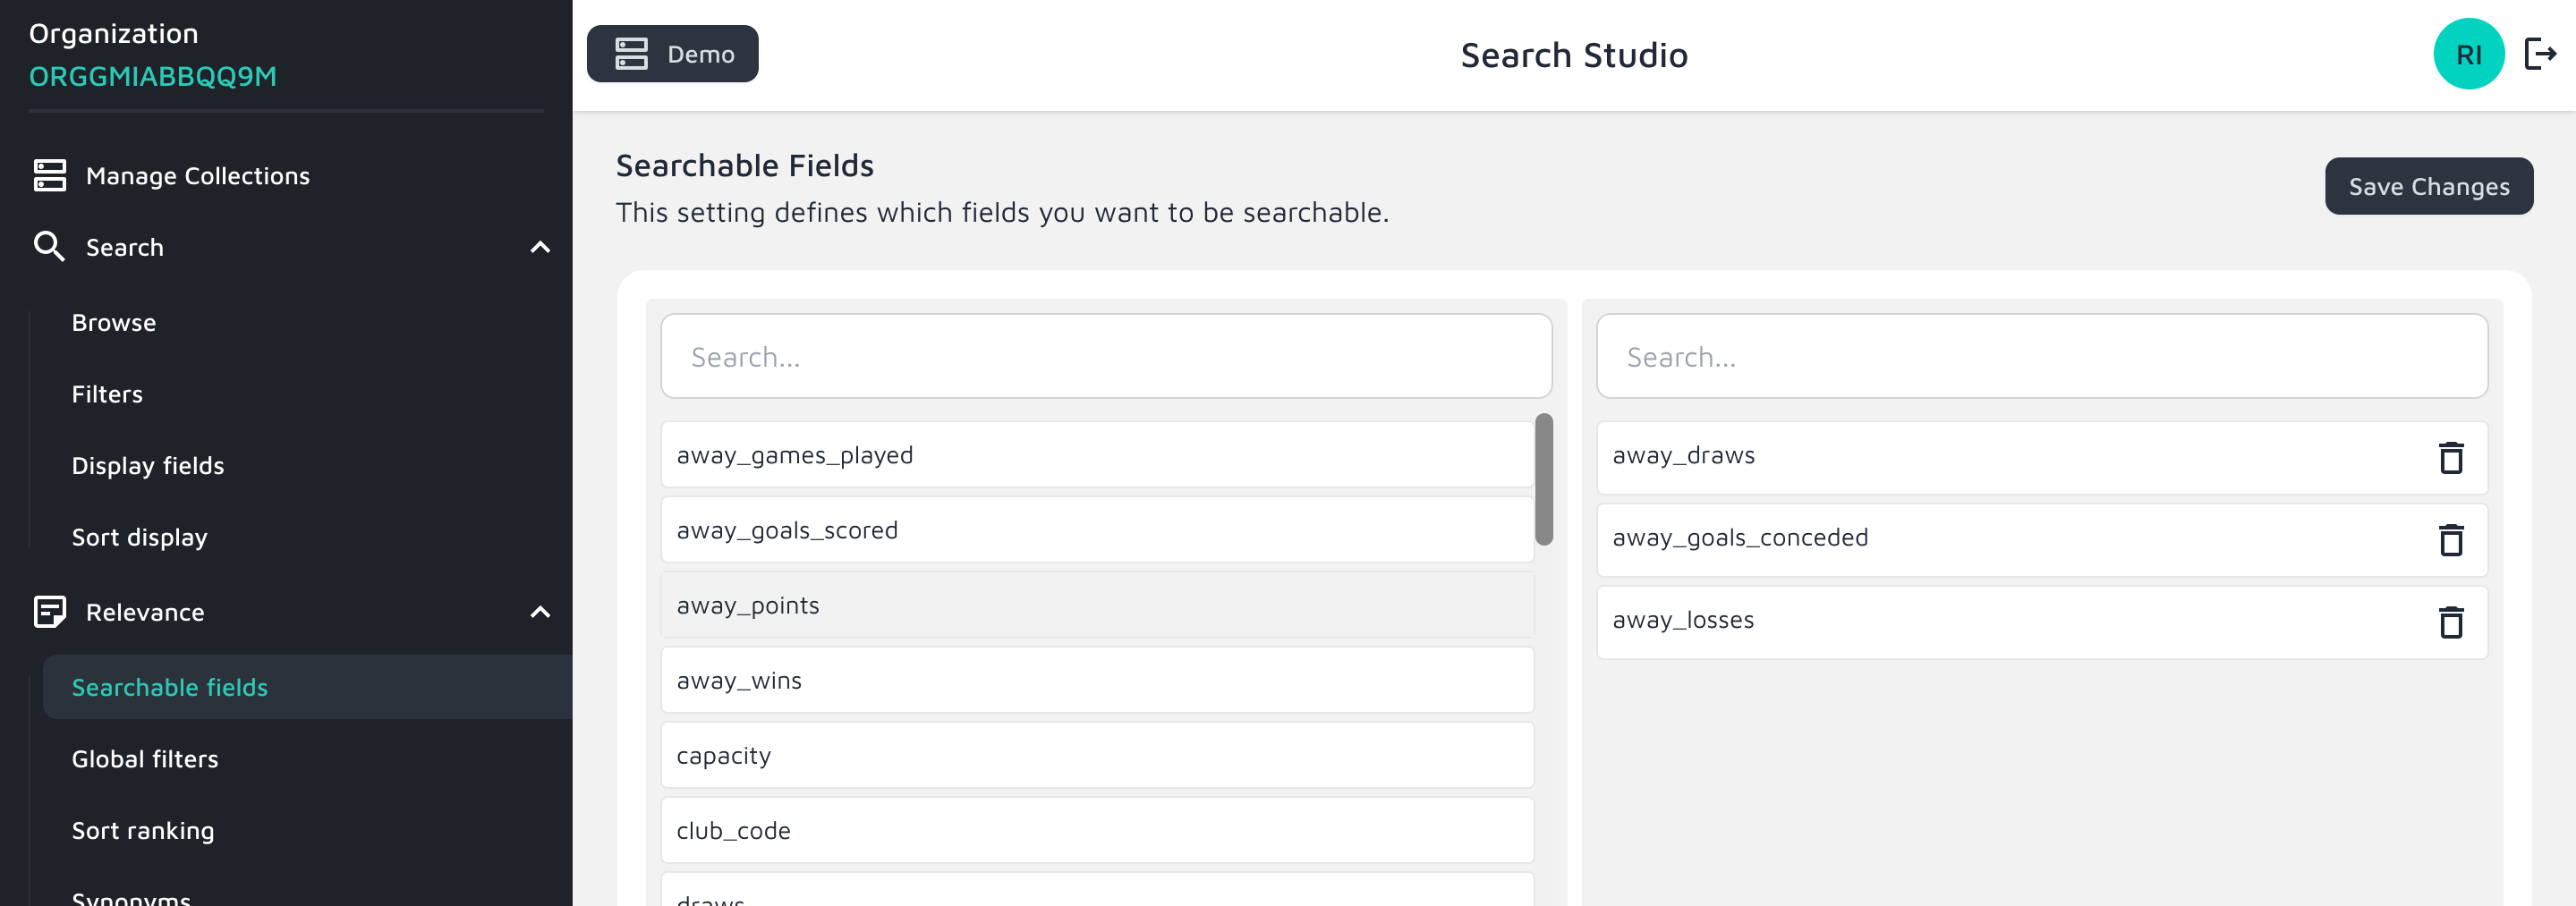 Organization
ORGGMIABBQQ9M
Manage Collections
Search
Browse
Filters
Display fields
Sort display
Relevance
Searchable fields
Global filters
Sort ranking
Synonyms
Demo
Search Studio
RI
Searchable Fields
This setting defines which fields you want to be searchable.
Save Changes
Search...
away_games_played
away_goals_scored
away_points
away_wins
capacity
club_code
draws
Search...
away_draws
away_goals_conceded
away_losses